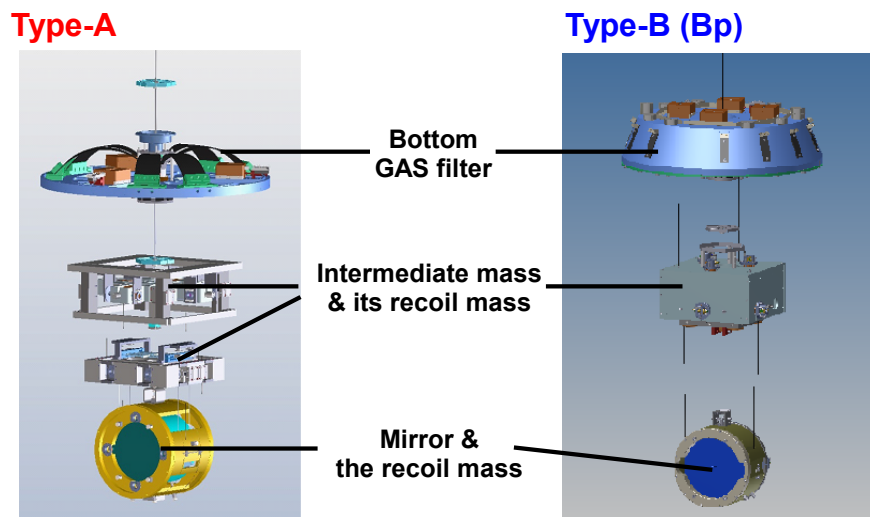 Type-A
Type-B (Bp)
Bottom
GAS filter
Intermediate mass
& its recoil mass
Mirror &
the recoil mass